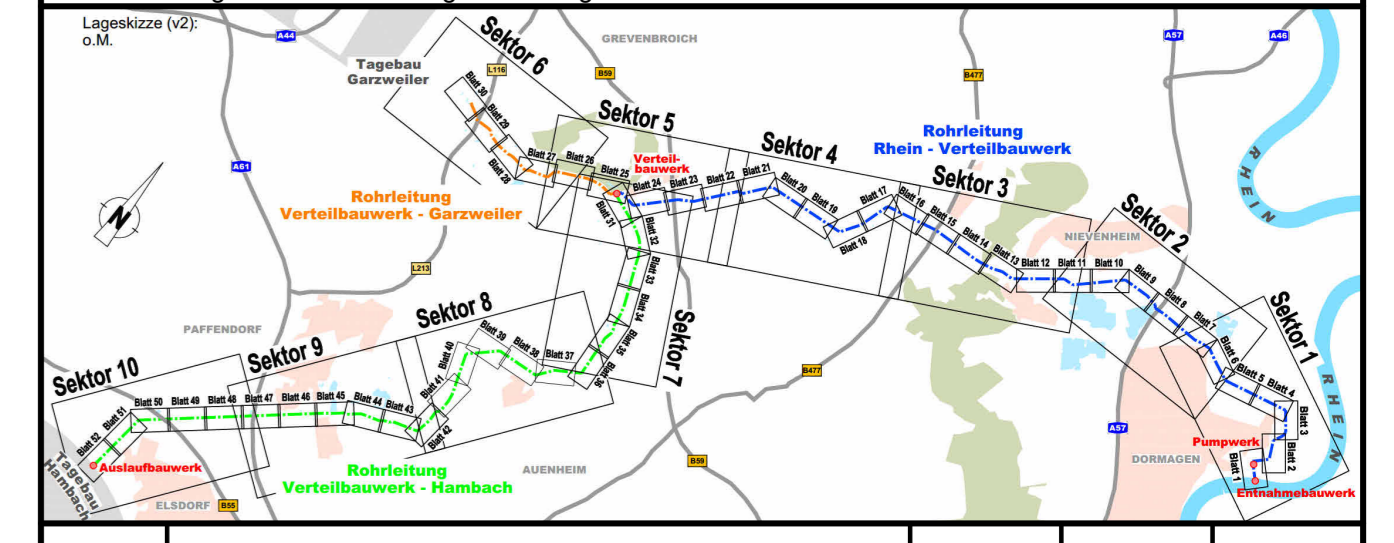 Lageskizze (v2):
o.M.
A44
Tagebau
Garzweiler
L116
Sektor 6
GREVENBROICH
B59
A57
A46
B477
RHEIN
A61
Blatt 30
Blatt 29
Blatt 28
Blatt 27
Blatt 26
Blatt 25
Sektor 5
Verteil-
bauwerk
Sektor 4
Rohrleitung
Rhein - Verteilbauwerk
Sektor 3
Rohrleitung
Verteilbauwerk - Garzweiler
N
Blatt 31
Blatt 24
Blatt 23
Blatt 22
Blatt 21
Blatt 20
Blatt 19
Blatt 18
Blatt 17
Blatt 16
Blatt 15
Blatt 14
Blatt 13
Blatt 12
Blatt 11
Blatt 10
NIEVENHEIM
Sektor 2
Blatt 9
Blatt 8
Blatt 7
Blatt 6
Blatt 5
Blatt 4
Blatt 3
Blatt 2
Blatt 1
Sektor 1
RHEIN
L213
Blatt 32
Blatt 33
Blatt 34
Blatt 35
Blatt 36
Sektor 7
Sektor 8
Blatt 37
Blatt 38
Blatt 39
Blatt 40
Blatt 41
Blatt 42
PAFFENDORF
Sektor 9
Sektor 10
Blatt 43
Blatt 44
Blatt 45
Blatt 46
Blatt 47
Blatt 48
Blatt 49
Blatt 50
Blatt 51
Blatt 52
B477
A57
Pumpwerk
DORMAGEN
Entnahmebauwerk
Auslaufbauwerk
Tagebau
Hambach
Rohrleitung
Verteilbauwerk - Hambach
AUENHEIM
B59
ELSDORF
B55